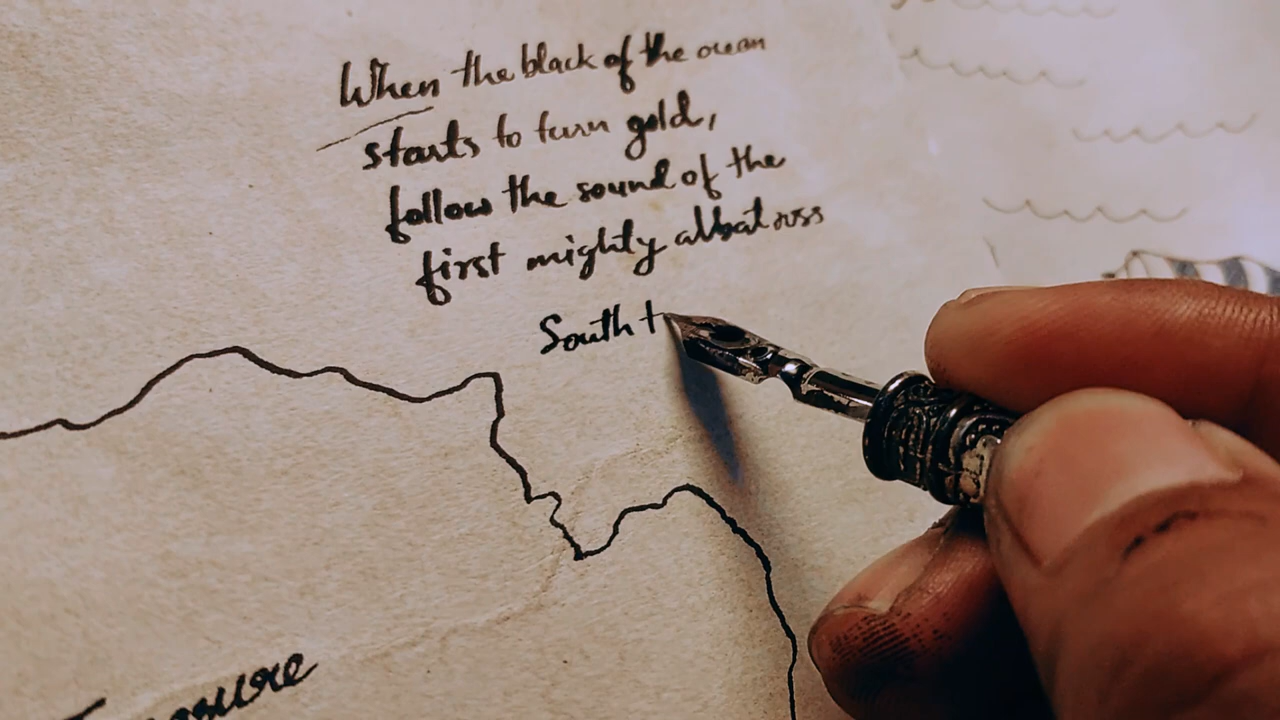 When the black of the ocean
starts to turn gold,
follow the sound of the
first mighty albatross
South t